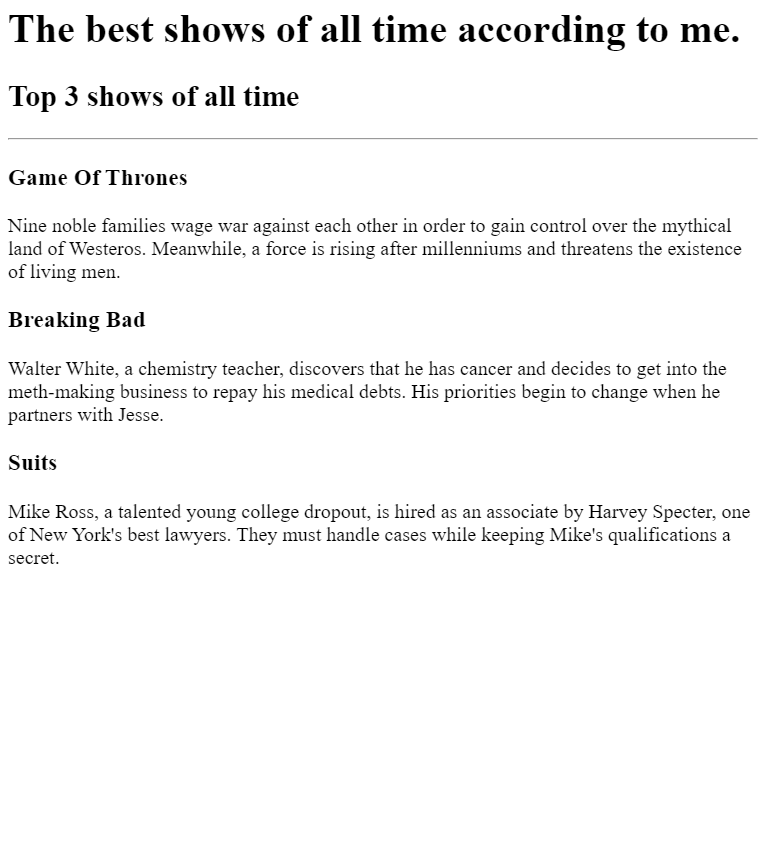 The best shows of all time according to me.
Top 3 shows of all time
Game Of Thrones
Nine noble families wage war against each other in order to gain control over the mythical
land of Westeros. Meanwhile, a force is rising after millenniums and threatens the existence
of living men.
Breaking Bad
Walter White, a chemistry teacher, discovers that he has cancer and decides to get into the
meth-making business to repay his medical debts. His priorities begin to change when he
partners with Jesse.
Suits
Mike Ross, a talented young college dropout, is hired as an associate by Harvey Specter, one
of New York's best lawyers. They must handle cases while keeping Mike's qualifications a
secret.